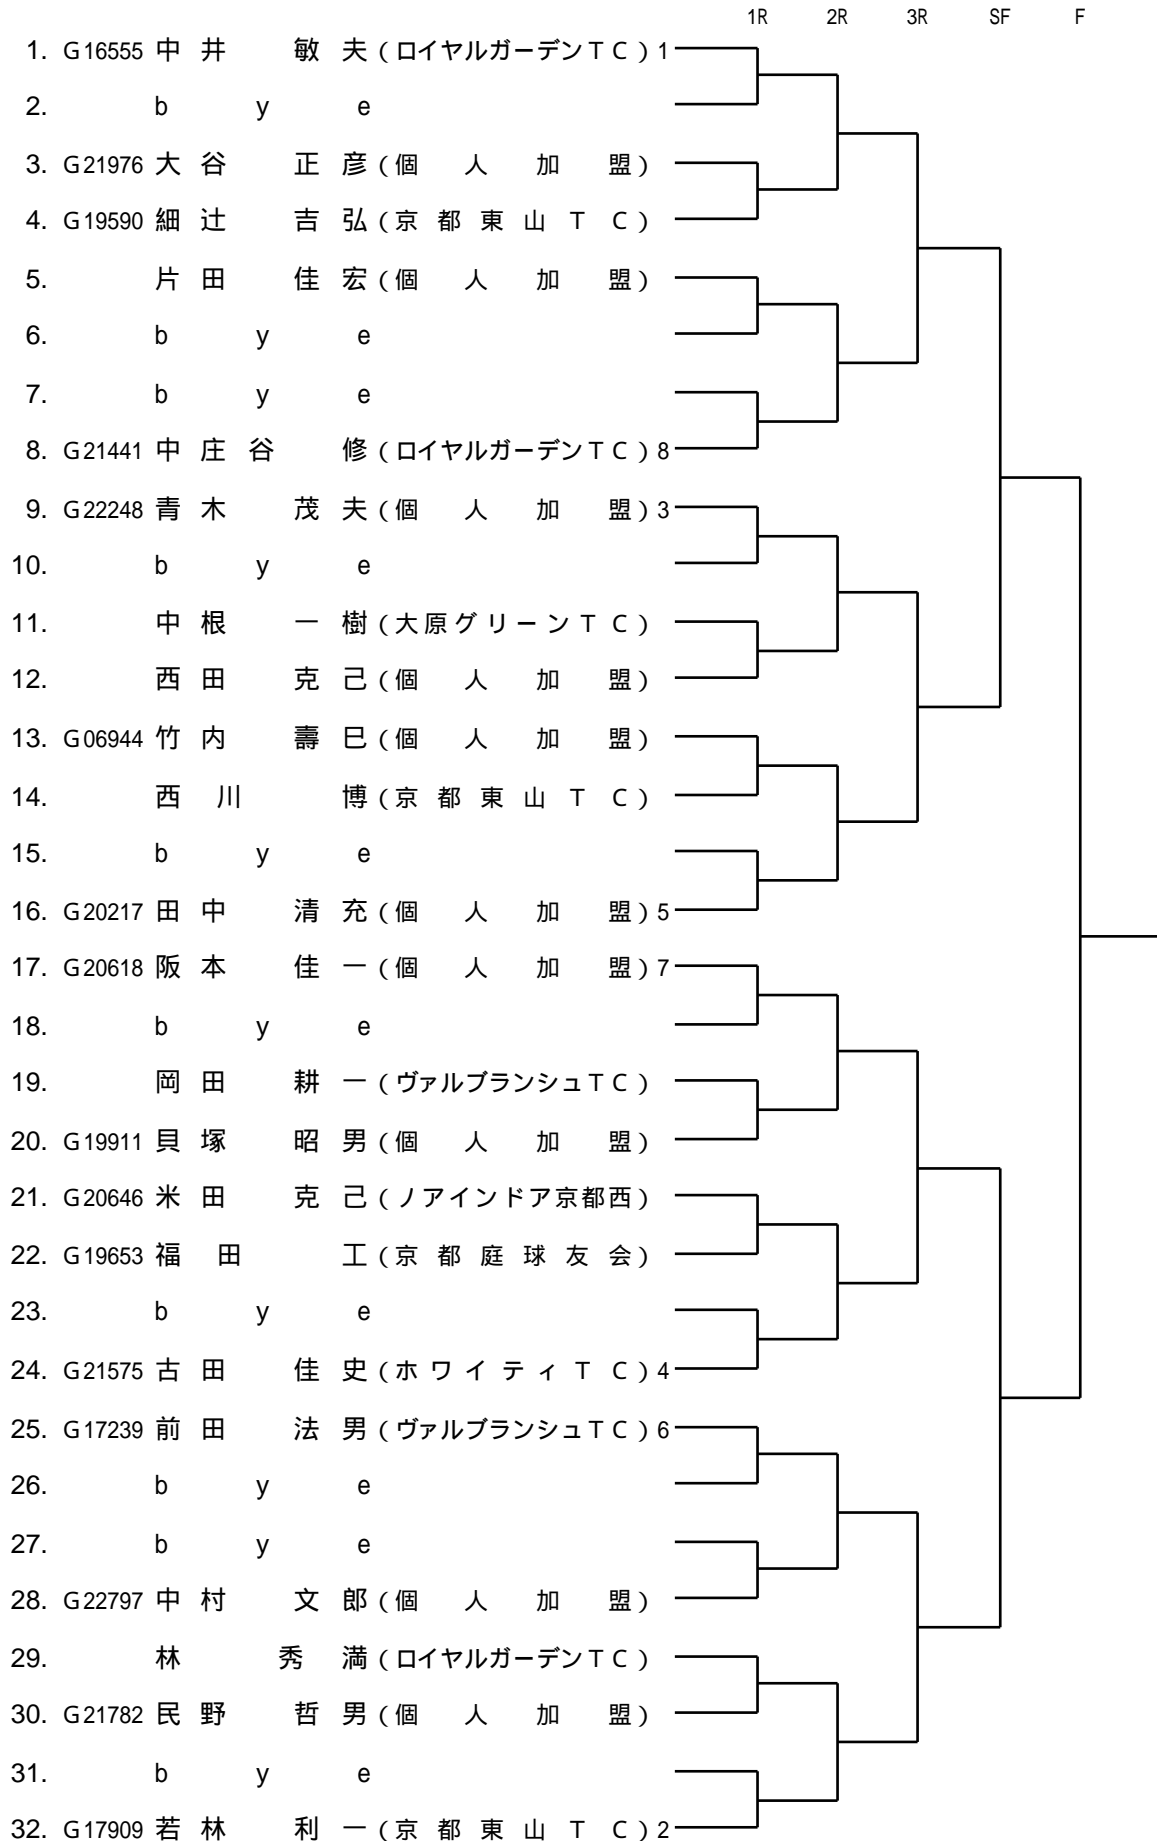 1R 2R 3R SF F
1. G16555 中井 敏夫 (ロイヤルガーデンTC) 1
2. bye
3. G21976 大谷 正彦 (個人加盟)
4. G19590 細辻 吉弘 (京都東山TC)
5. 片田 佳宏 (個人加盟)
6. bye
7. bye
8. G21441 中庄谷 修 (ロイヤルガーデンTC) 8
9. G22248 青木 茂夫 (個人加盟) 3
10. bye
11. 中根 一樹 (大原グリーンTC)
12. 西田 克己 (個人加盟)
13. G06944 竹内 壽巳 (個人加盟)
14. 西川 博 (京都東山TC)
15. bye
16. G20217 田中 清充 (個人加盟) 5
17. G20618 阪本 佳一 (個人加盟) 7
18. bye
19. 岡田 耕一 (ヴァルブランシュTC)
20. G19911 貝塚 昭男 (個人加盟)
21. G20646 米田 克己 (ノアインドア京都西)
22. G19653 福田 工 (京都庭球友会)
23. bye
24. G21575 古田 佳史 (ホワイティTC) 4
25. G17239 前田 法男 (ヴァルブランシュTC) 6
26. bye
27. bye
28. G22797 中村 文郎 (個人加盟)
29. 林 秀満 (ロイヤルガーデンTC)
30. G21782 民野 哲男 (個人加盟)
31. bye
32. G17909 若林 利一 (京都東山TC) 2